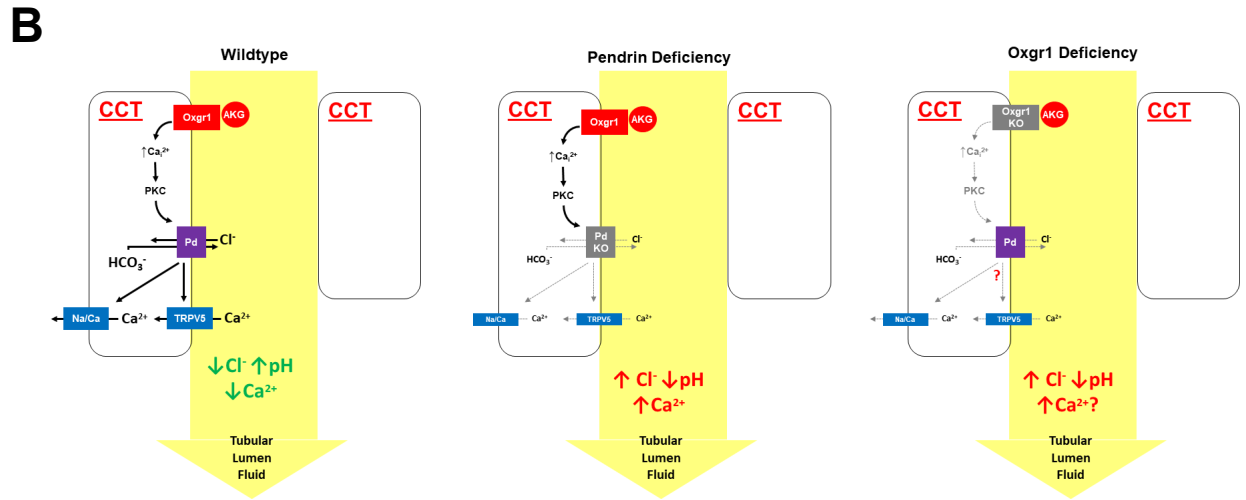 B
Wildtype
CCT
Oxgr1
AKG
↑Caᵢ²⁺
PKC
Pd
Cl⁻
HCO₃⁻
Na/Ca
Ca²⁺
TRPV5
Ca²⁺
↓Cl⁻ ↑pH
↓Ca²⁺
Tubular
Lumen
Fluid
CCT
Pendrin Deficiency
CCT
Oxgr1
AKG
↑Caᵢ²⁺
PKC
Pd
KO
Cl⁻
HCO₃⁻
Na/Ca
Ca²⁺
TRPV5
Ca²⁺
↑ Cl⁻ ↓pH
↑Ca²⁺
Tubular
Lumen
Fluid
CCT
Oxgr1 Deficiency
CCT
Oxgr1
KO
AKG
↑Caᵢ²⁺
PKC
Pd
Cl⁻
HCO₃⁻
?
Na/Ca
Ca²⁺
TRPV5
Ca²⁺
↑ Cl⁻ ↓pH
↑Ca²⁺?
Tubular
Lumen
Fluid
CCT